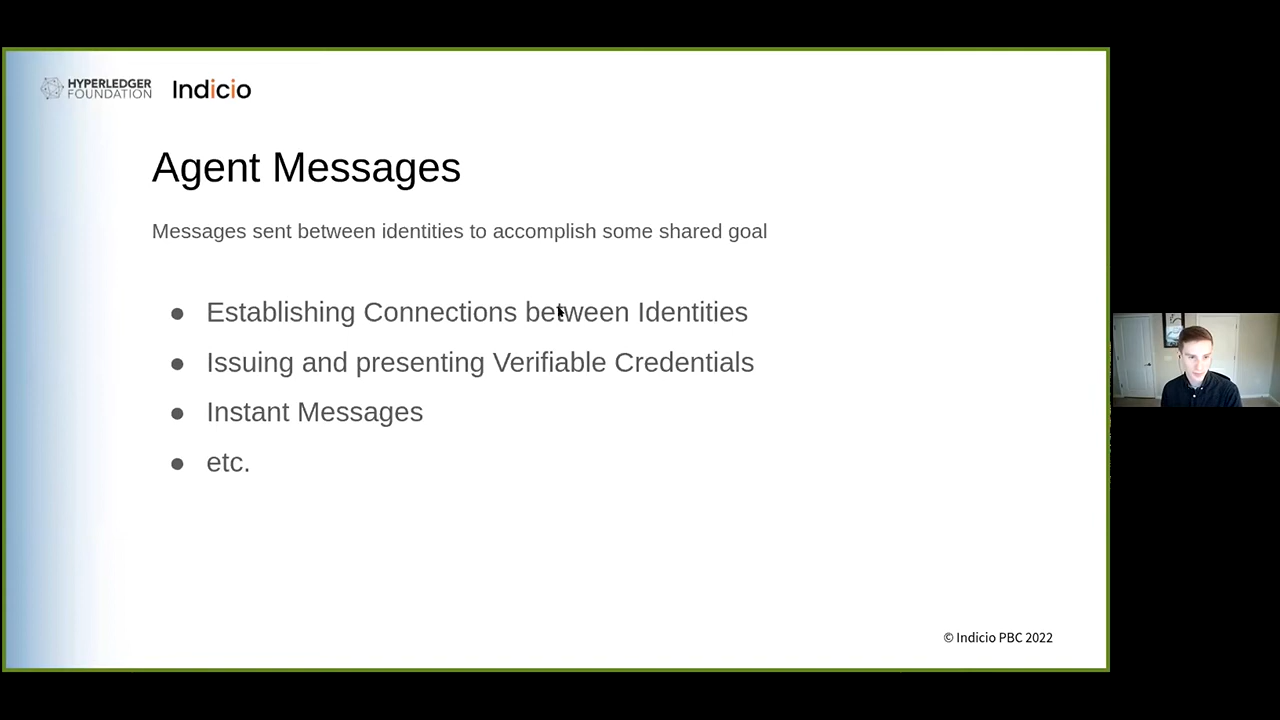 HYPERLEDGER
FOUNDATION
Indicio
Agent Messages
Messages sent between identities to accomplish some shared goal
● Establishing Connections between Identities
● Issuing and presenting Verifiable Credentials
● Instant Messages
● etc.
© Indicio PBC 2022